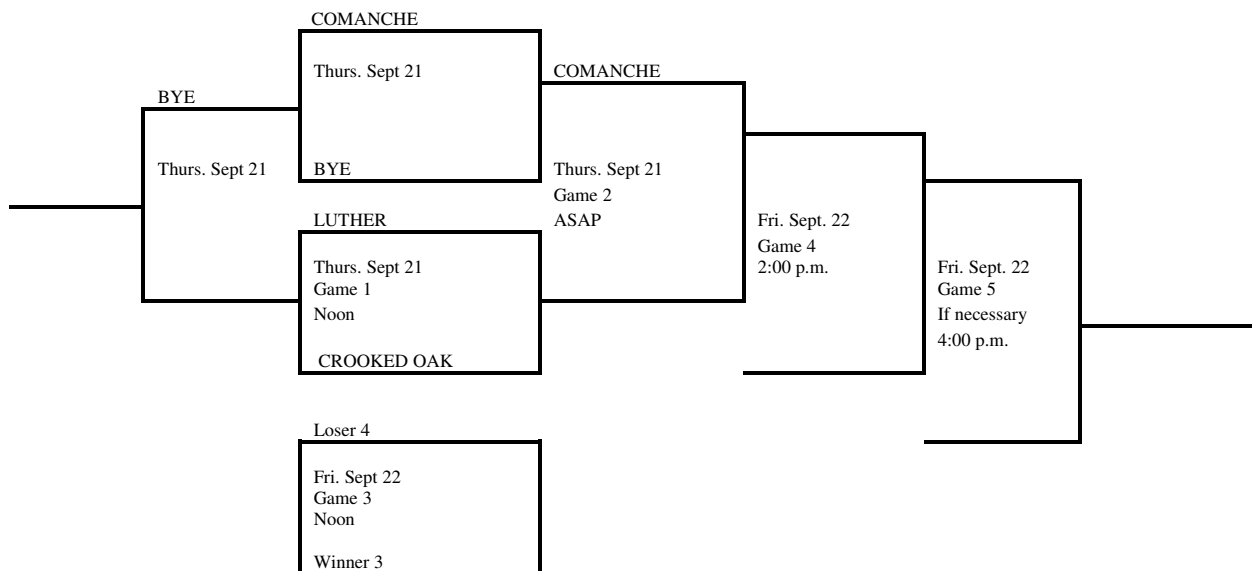 COMANCHE
Thurs. Sept 21
COMANCHE
BYE
Thurs. Sept 21
BYE
Thurs. Sept 21
Game 2
ASAP
LUTHER
Fri. Sept. 22
Game 4
2:00 p.m.
Thurs. Sept 21
Game 1
Noon
Fri. Sept. 22
Game 5
If necessary
4:00 p.m.
CROOKED OAK
Loser 4
Fri. Sept 22
Game 3
Noon
Winner 3